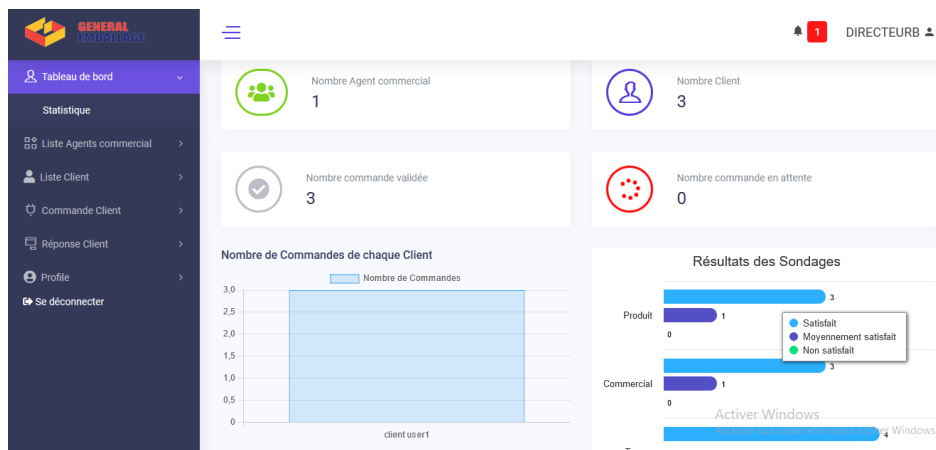 GENERAL
EMBALLAGE
1
DIRECTEURB
Tableau de bord
Statistique
Liste Agents commercial
Liste Client
Commande Client
Réponse Client
Profile
Se déconnecter
Nombre Agent commercial
1
Nombre Client
3
Nombre commande validée
3
Nombre commande en attente
0
Nombre de Commandes de chaque Client
Nombre de Commandes
3,0
2,5
2,0
1,5
1,0
0,5
0
client user1
Résultats des Sondages
Produit
3
1
0
Satisfait
Moyennement satisfait
Non satisfait
Commercial
3
1
0
4
Activer Windows
Windows